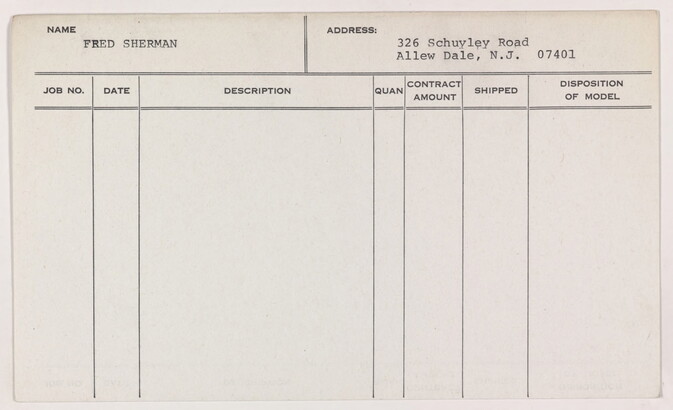 NAME
FRED SHERMAN
ADDRESS:
326 Schuyley Road
Allew Dale, N.J. 07401
JOB NO. DATE DESCRIPTION QUAN CONTRACT AMOUNT SHIPPED DISPOSITION OF MODEL